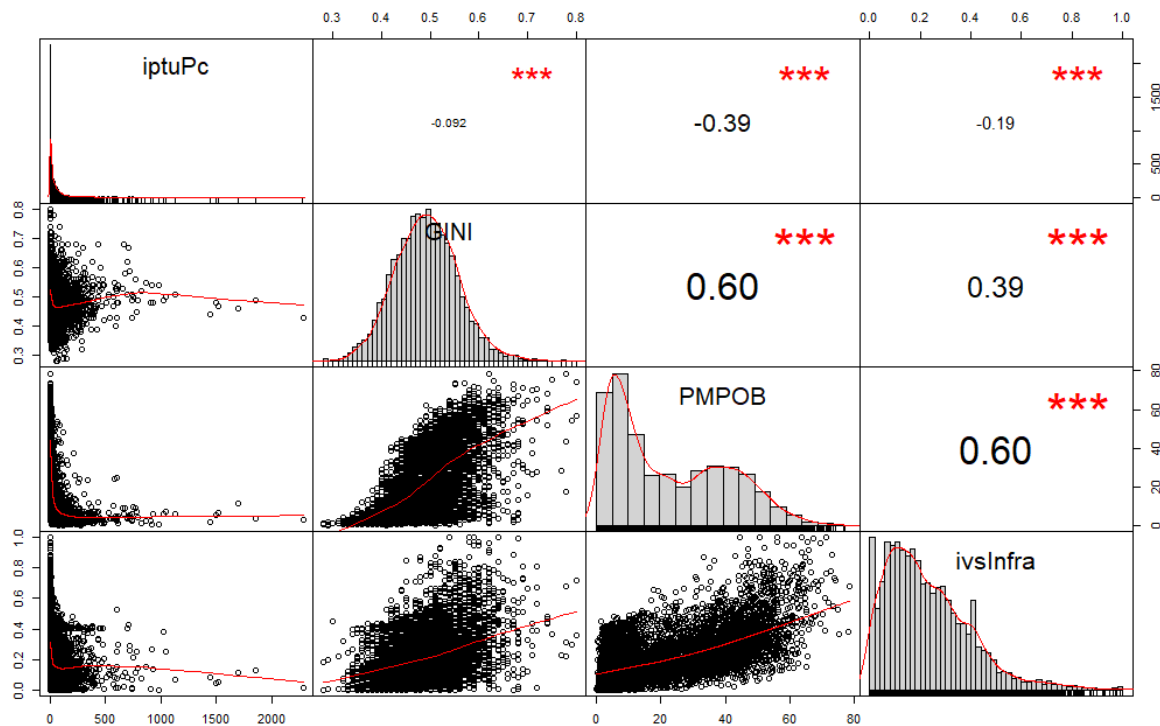 0.3 0.4 0.5 0.6 0.7 0.8 0.0 0.2 0.4 0.6 0.8 1.0
iptuPc *** *** ***
-0.092 -0.39 -0.19
0 500 1500
0.3 0.4 0.5 0.6 0.7 0.8
GINI *** ***
0.60 0.39
PMPOB ***
0.60
0 20 40 60 80
0.0 0.2 0.4 0.6 0.8 1.0
ivsInfra
0 500 1000 1500 2000 0 20 40 60 80